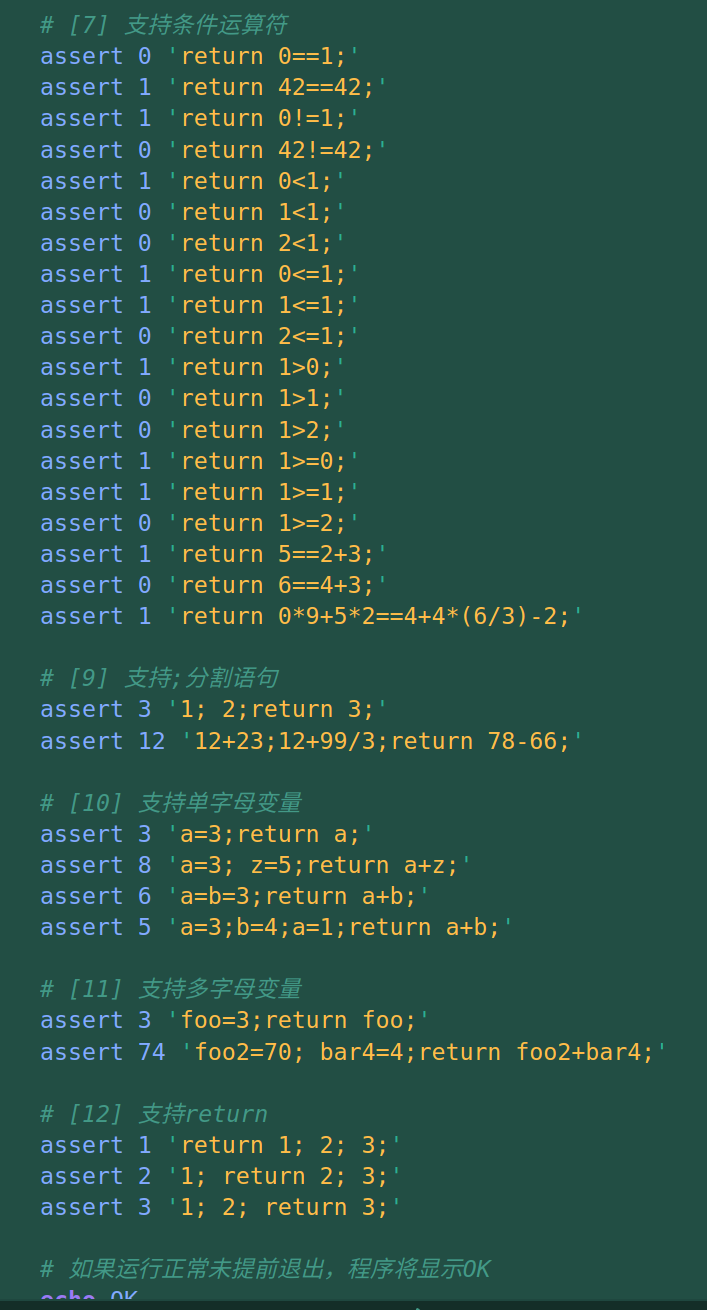 # [7] 支持条件运算符
assert 0 'return 0==1;'
assert 1 'return 42==42;'
assert 1 'return 0!=1;'
assert 0 'return 42!=42;'
assert 1 'return 0<1;'
assert 0 'return 1<1;'
assert 0 'return 2<1;'
assert 1 'return 0<=1;'
assert 1 'return 1<=1;'
assert 0 'return 2<=1;'
assert 1 'return 1>0;'
assert 0 'return 1>1;'
assert 0 'return 1>2;'
assert 1 'return 1>=0;'
assert 1 'return 1>=1;'
assert 0 'return 1>=2;'
assert 1 'return 5==2+3;'
assert 0 'return 6==4+3;'
assert 1 'return 0*9+5*2==4+4*(6/3)-2;'
# [9] 支持;分割语句
assert 3 '1; 2;return 3;'
assert 12 '12+23;12+99/3;return 78-66;'
# [10] 支持单字母变量
assert 3 'a=3;return a;'
assert 8 'a=3; z=5;return a+z;'
assert 6 'a=b=3;return a+b;'
assert 5 'a=3;b=4;a=1;return a+b;'
# [11] 支持多字母变量
assert 3 'foo=3;return foo;'
assert 74 'foo2=70; bar4=4;return foo2+bar4;'
# [12] 支持return
assert 1 'return 1; 2; 3;'
assert 2 '1; return 2; 3;'
assert 3 '1; 2; return 3;'
# 如果运行正常未提前退出，程序将显示OK
echo OK